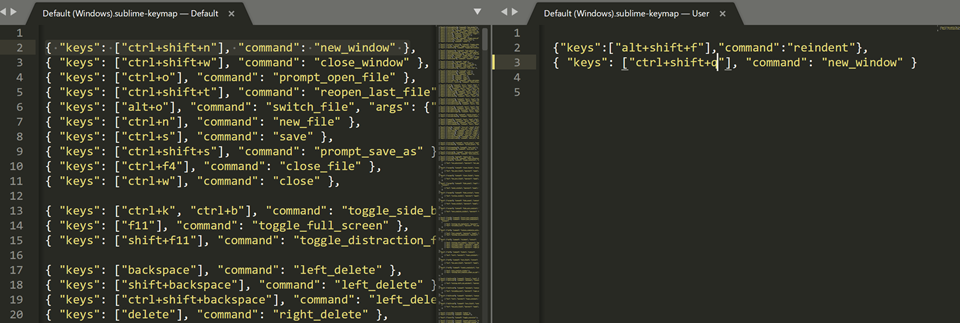 Default (Windows).sublime-keymap — Default
1
2 { "keys": ["ctrl+shift+n"], "command": "new_window" },
3 { "keys": ["ctrl+shift+w"], "command": "close_window" },
4 { "keys": ["ctrl+o"], "command": "prompt_open_file" },
5 { "keys": ["ctrl+shift+t"], "command": "reopen_last_file"
6 { "keys": ["alt+o"], "command": "switch_file", "args": {"
7 { "keys": ["ctrl+n"], "command": "new_file" },
8 { "keys": ["ctrl+s"], "command": "save" },
9 { "keys": ["ctrl+shift+s"], "command": "prompt_save_as" }
10 { "keys": ["ctrl+f4"], "command": "close_file" },
11 { "keys": ["ctrl+w"], "command": "close" },
12
13 { "keys": ["ctrl+k", "ctrl+b"], "command": "toggle_side_b
14 { "keys": ["f11"], "command": "toggle_full_screen" },
15 { "keys": ["shift+f11"], "command": "toggle_distraction_f
16
17 { "keys": ["backspace"], "command": "left_delete" },
18 { "keys": ["shift+backspace"], "command": "left_delete" },
19 { "keys": ["ctrl+shift+backspace"], "command": "left_dele
20 { "keys": ["delete"], "command": "right_delete" },
Default (Windows).sublime-keymap — User
1
2 {"keys":["alt+shift+f"],"command":"reindent"},
3 { "keys": ["ctrl+shift+q"], "command": "new_window" }
4
5